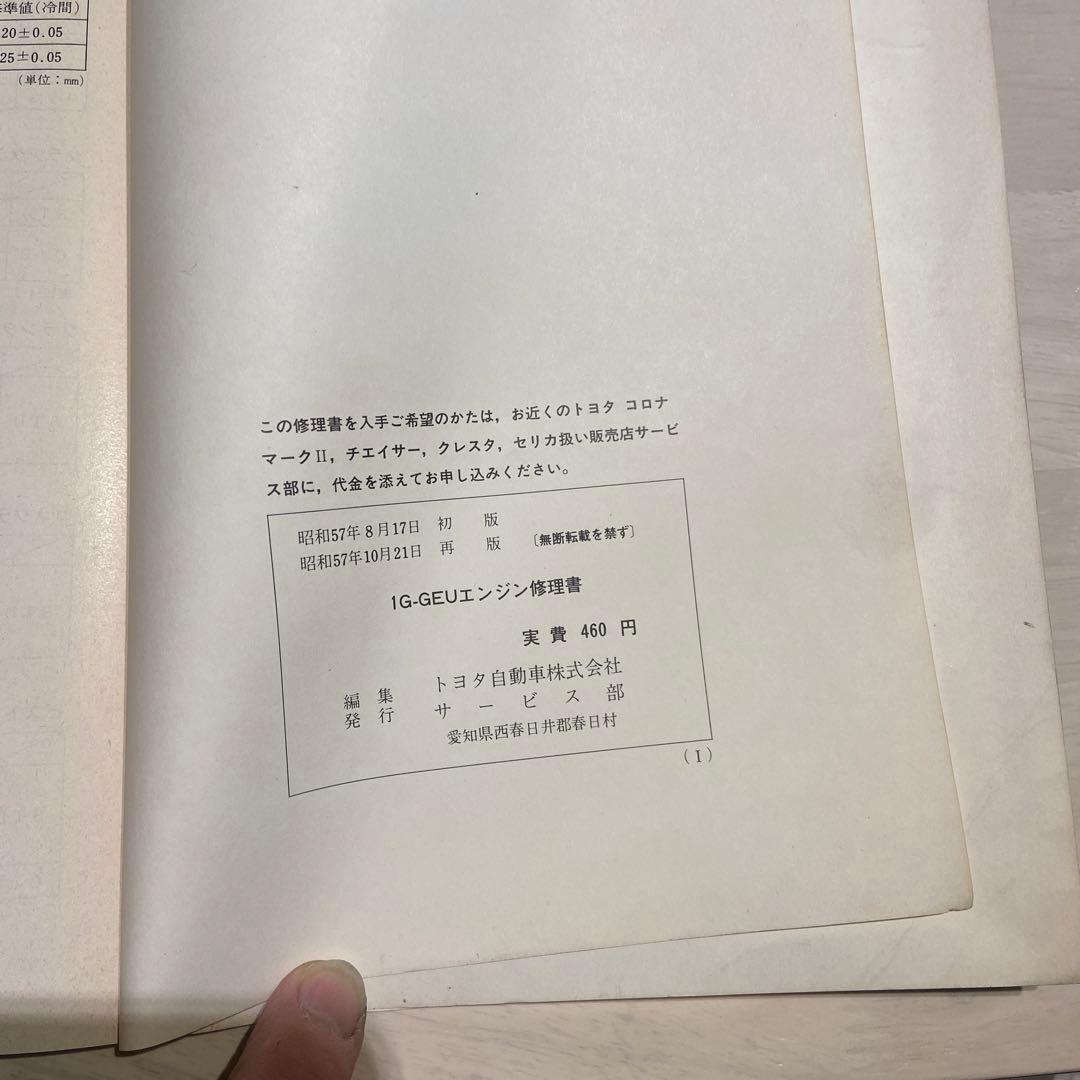 準値(冷間)
20±0.05
25±0.05
(単位:mm)
この修理書を入手ご希望のかたは，お近くのトヨタ コロナ
マークⅡ，チエイサー，クレスタ，セリカ扱い販売店サービ
ス部に，代金を添えてお申し込みください。
昭和57年8月17日 初 版
昭和57年10月21日 再 版 〔無断転載を禁ず〕
1G-GEUエンジン修理書
実費 460 円
編集 トヨタ自動車株式会社
発行 サービス部
愛知県西春日井郡春日村
(I)